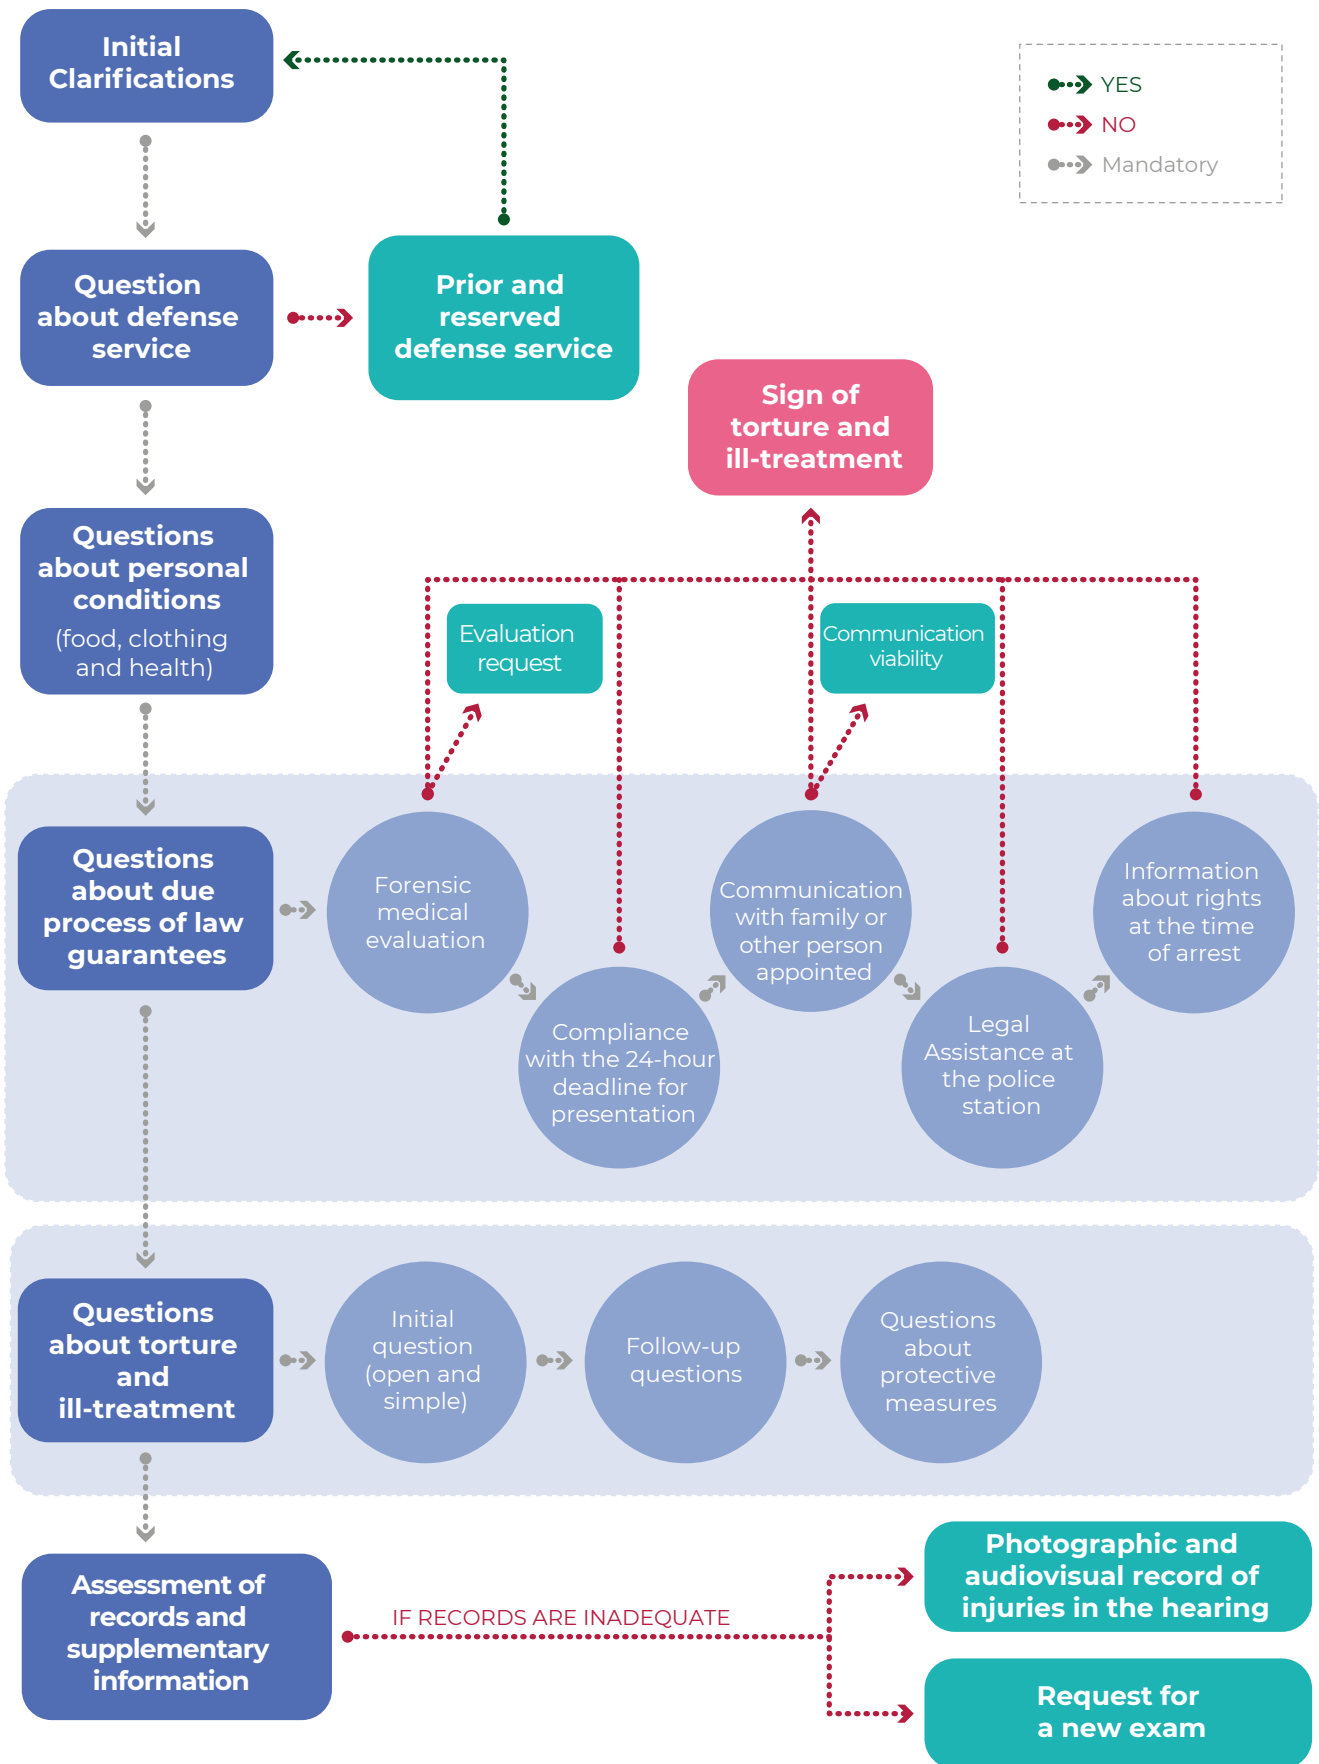 Initial
Clarifications
YES
NO
Mandatory
Question
about defense
service
Prior and
reserved
defense service
Sign of
torture and
ill-treatment
Questions
about personal
conditions
(food, clothing
and health)
Evaluation
request
Communication
viability
Questions
about due
process of law
guarantees
Forensic
medical
evaluation
Compliance
with the 24-hour
deadline for
presentation
Communication
with family or
other person
appointed
Legal
Assistance at
the police
station
Information
about rights
at the time
of arrest
Questions
about torture
and
ill-treatment
Initial
question
(open and
simple)
Follow-up
questions
Questions
about
protective
measures
Assessment of
records and
supplementary
information
IF RECORDS ARE INADEQUATE
Photographic and
audiovisual record of
injuries in the hearing
Request for
a new exam